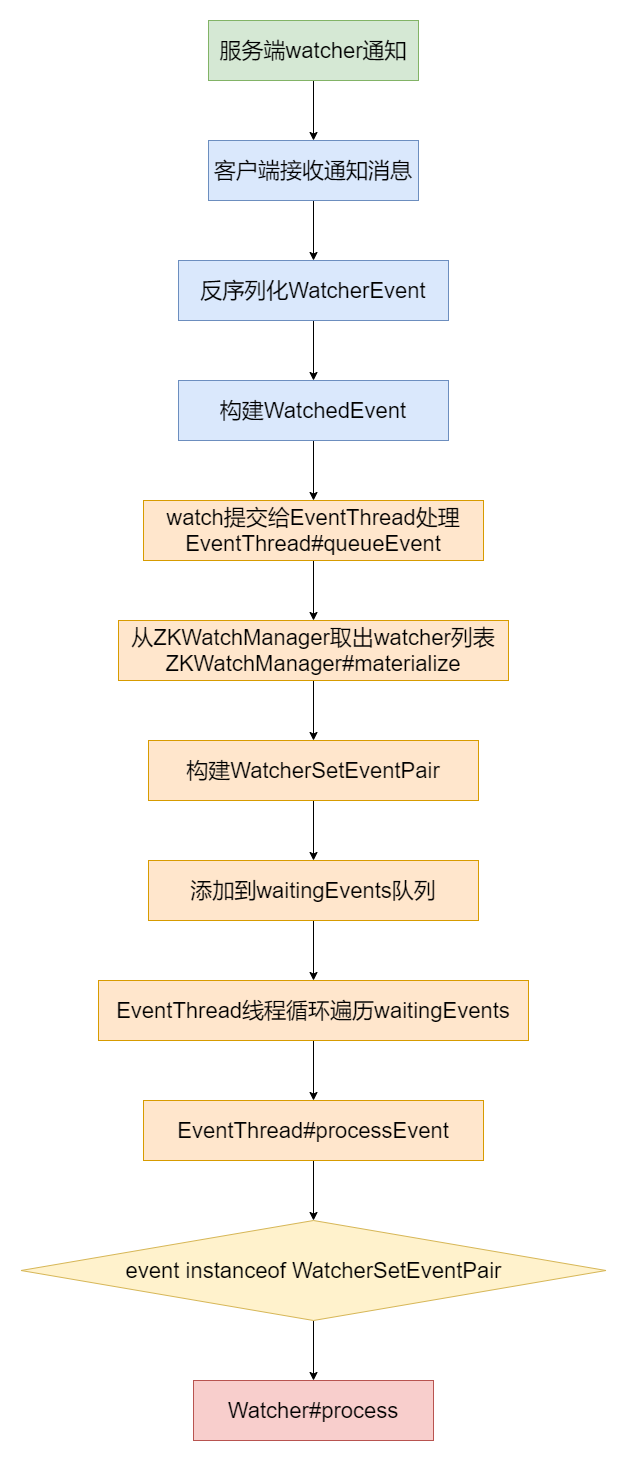 服务端watcher通知
客户端接收通知消息
反序列化WatcherEvent
构建WatchedEvent
watch提交给EventThread处理
EventThread#queueEvent
从ZKWatchManager取出watcher列表
ZKWatchManager#materialize
构建WatcherSetEventPair
添加到waitingEvents队列
EventThread线程循环遍历waitingEvents
EventThread#processEvent
event instanceof WatcherSetEventPair
Watcher#process